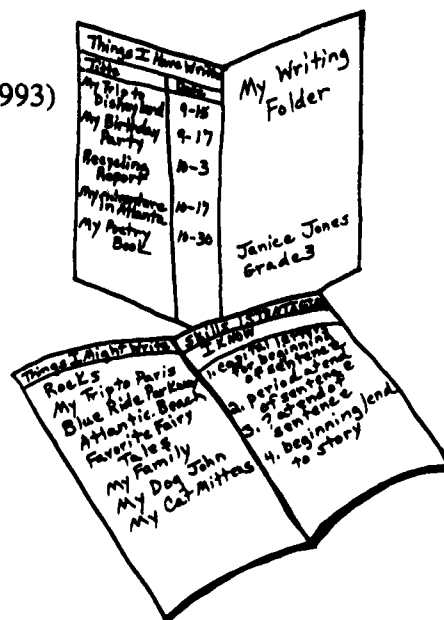 993)
Things I Have Written
Title Date
My Trip to
Disneyland 9-15
My Birthday
Party 9-17
Recycling
Report 10-3
My Adventure
in Atlanta 10-17
My Poetry
Book 10-30
My Writing
Folder
Janice Jones
Grade 3
Things I Might Write
Rocks
My Trip to Paris
Blue Ride Parkway
Atlantic Beach
Favorite Fairy
Tales
My Family
My Dog John
My Cat Mittens
Skills
I KNOW
1. capital letters
for beginning
of sentence
2. period at end
of sentence
3. ? at end of
sentence
4. beginning/end
to story